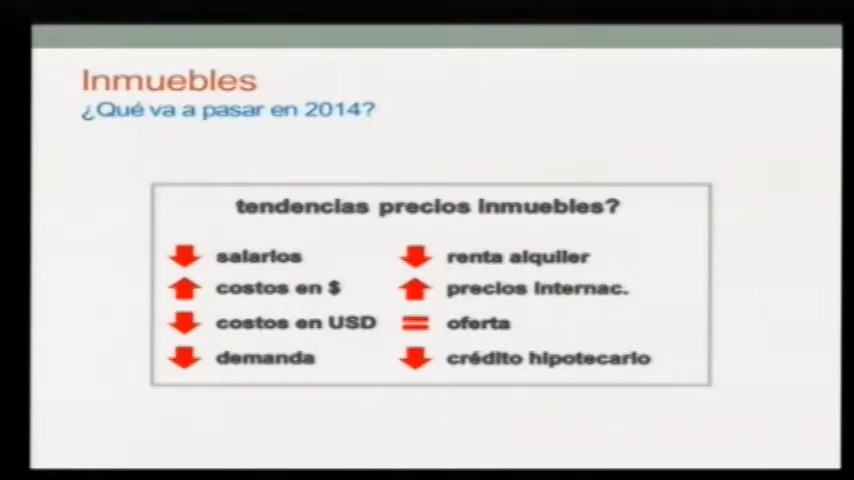 Inmuebles
¿Qué va a pasar en 2014?
tendencias precios inmuebles?
salarios
renta alquiler
costos en $
precios internac.
costos en USD
oferta
demanda
crédito hipotecario